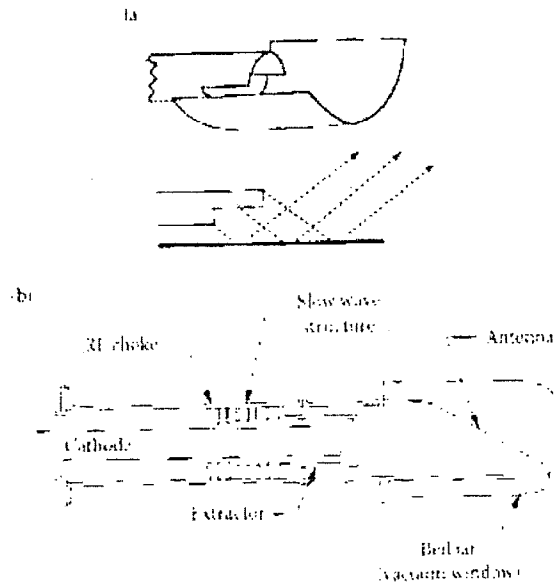 (a)
(b)
Slow wave
structure
RF choke
Antenna
Cathode
Extractor
Bell jar
(vacuum window)